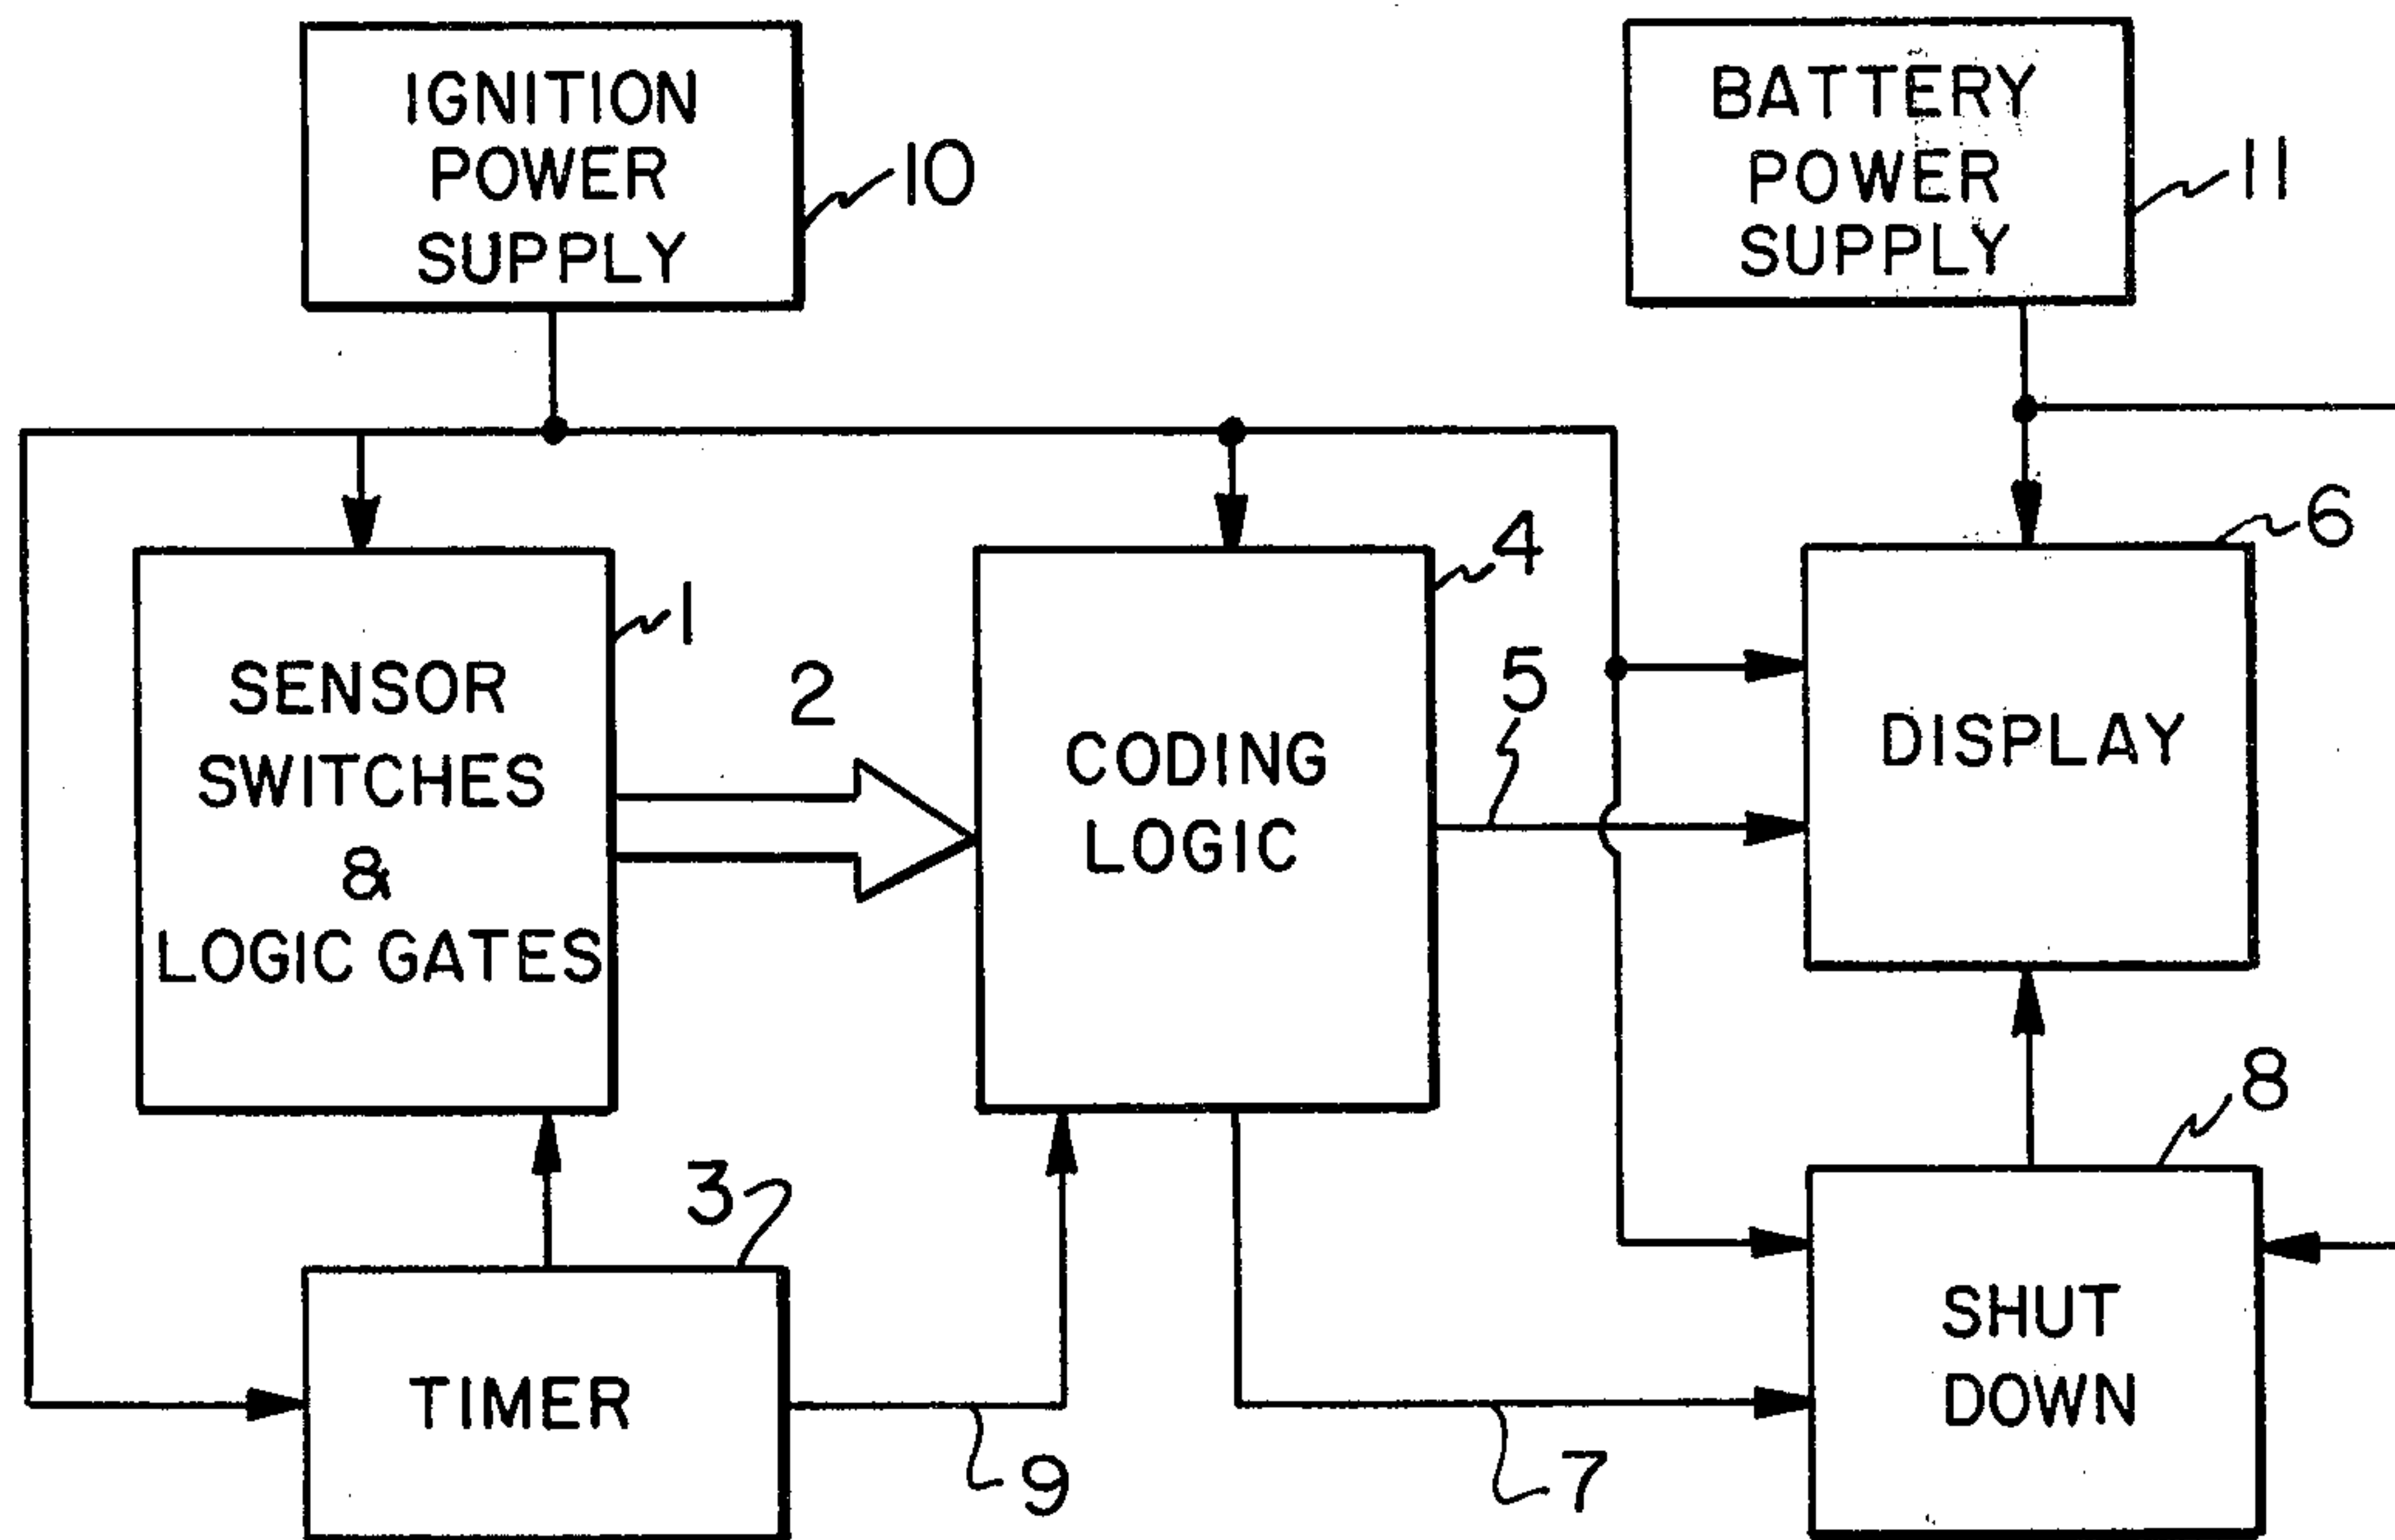 IGNITION
POWER
SUPPLY
10
BATTERY
POWER
SUPPLY
11
SENSOR
SWITCHES
&
LOGIC GATES
1
2
CODING
LOGIC
4
5
DISPLAY
6
TIMER
3
9
7
SHUT
DOWN
8